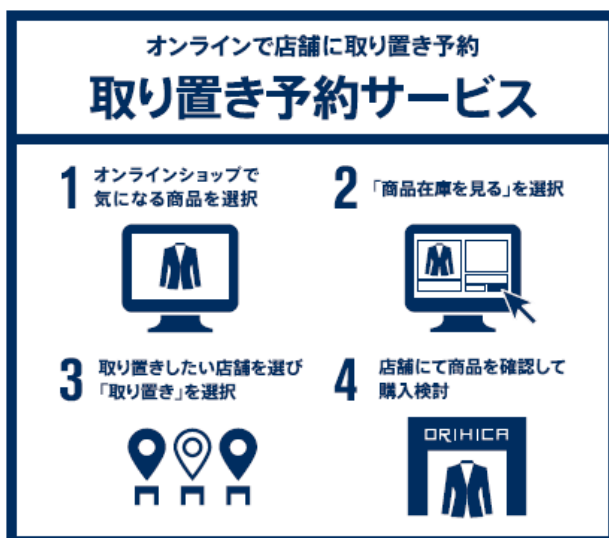 オンラインで店舗に取り置き予約
取り置き予約サービス
1 オンラインショップで
気になる商品を選択
2 「商品在庫を見る」を選択
3 取り置きしたい店舗を選び
「取り置き」を選択
4 店舗にて商品を確認して
購入検討
ORIHICA